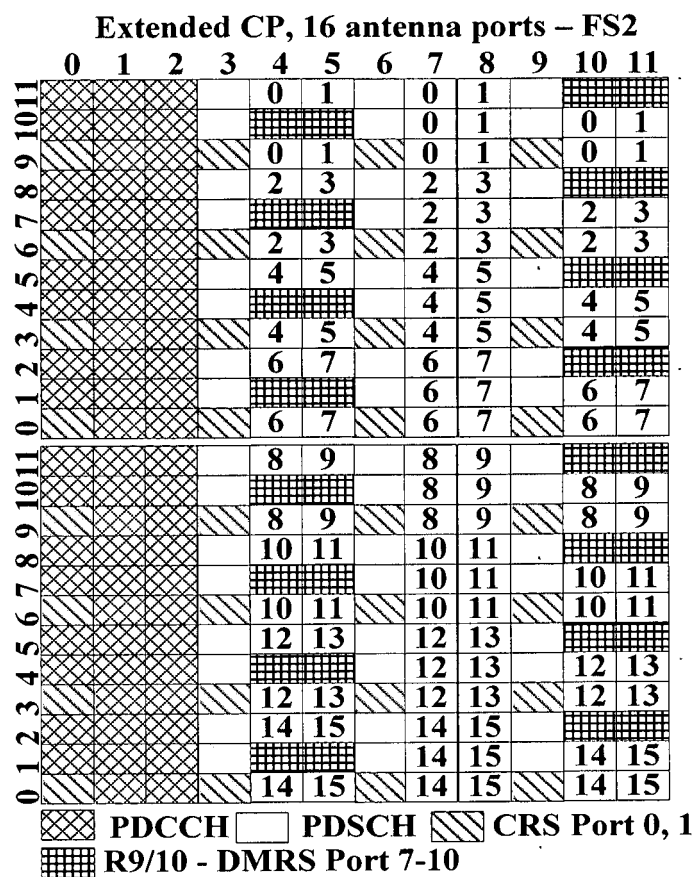 Extended CP, 16 antenna ports – FS2
0 1 2 3 4 5 6 7 8 9 10 11
11 0 1 0 1
10 0 1 0 1
9 0 1 0 1 0 1
8 2 3 2 3
7 2 3 2 3
6 2 3 2 3 2 3
5 4 5 4 5
4 4 5 4 5
3 4 5 4 5 4 5
2 6 7 6 7
1 6 7 6 7
0 6 7 6 7 6 7
11 8 9 8 9
10 8 9 8 9
9 8 9 8 9 8 9
8 10 11 10 11
7 10 11 10 11
6 10 11 10 11 10 11
5 12 13 12 13
4 12 13 12 13
3 12 13 12 13 12 13
2 14 15 14 15
1 14 15 14 15
0 14 15 14 15 14 15
PDCCH PDSCH CRS Port 0, 1
R9/10 - DMRS Port 7-10